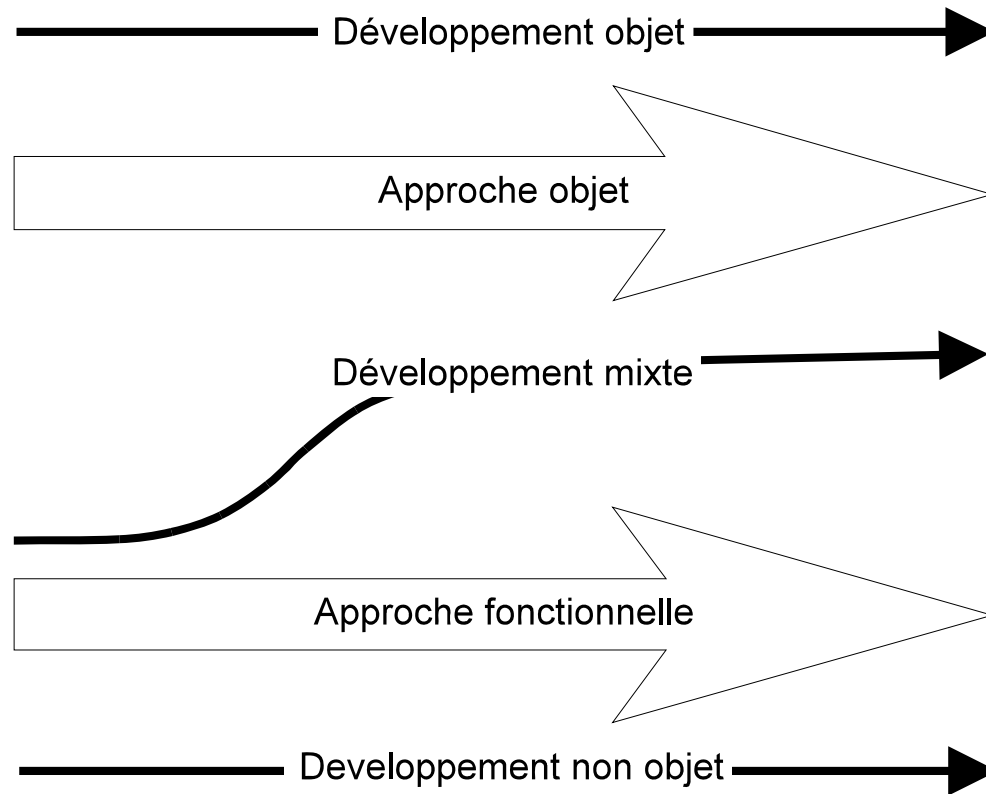 Développement objet
Approche objet
Développement mixte
Approche fonctionnelle
Developpement non objet